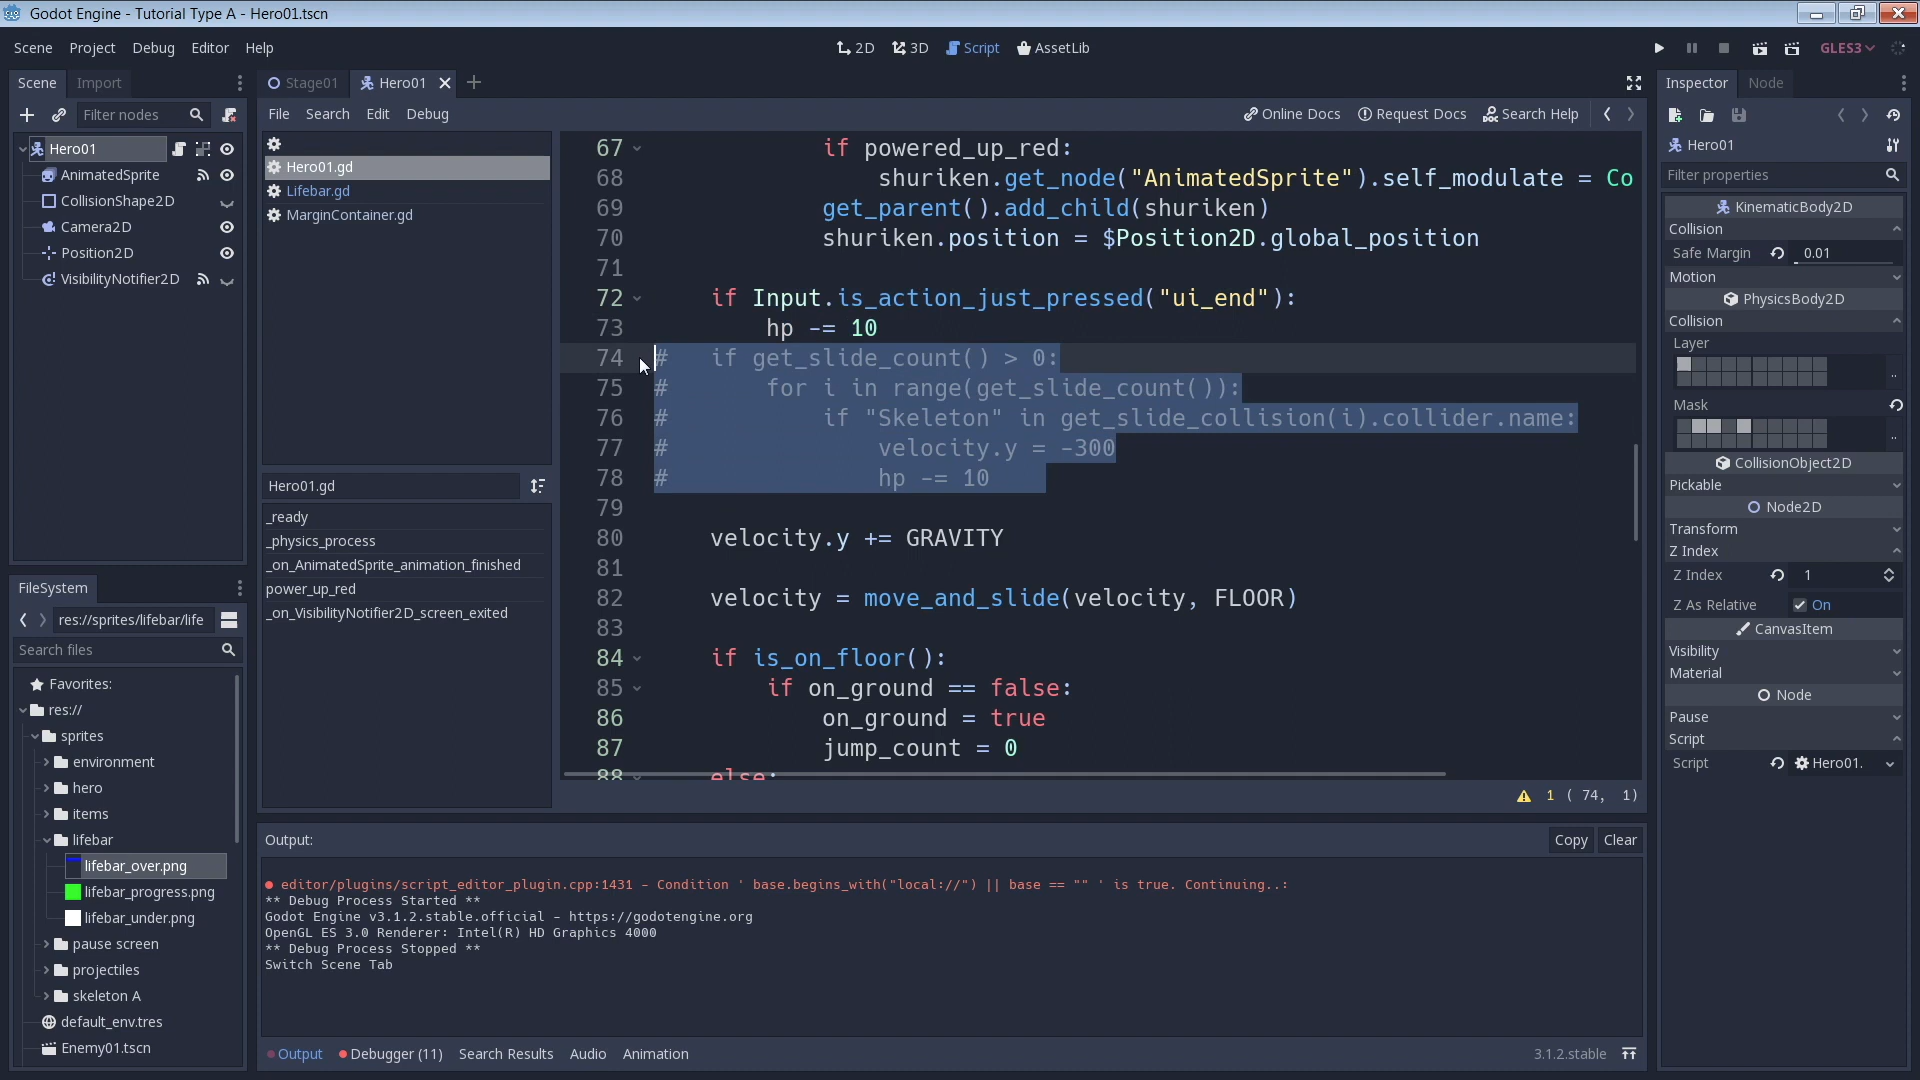 Godot Engine - Tutorial Type A - Hero01.tscn
Scene Project Debug Editor Help
2D 3D Script AssetLib
GLES3
Scene Import
Filter nodes
Hero01
AnimatedSprite
CollisionShape2D
Camera2D
Position2D
VisibilityNotifier2D
FileSystem
res://sprites/lifebar/life
Search files
Favorites:
res://
sprites
environment
hero
items
lifebar
lifebar_over.png
lifebar_progress.png
lifebar_under.png
pause screen
projectiles
skeleton A
default_env.tres
Enemy01.tscn
Stage01 Hero01
File Search Edit Debug
Online Docs Request Docs Search Help
Hero01.gd
Lifebar.gd
MarginContainer.gd
Hero01.gd
_ready
_physics_process
_on_AnimatedSprite_animation_finished
power_up_red
_on_VisibilityNotifier2D_screen_exited
67 if powered_up_red:
68 shuriken.get_node("AnimatedSprite").self_modulate = Co
69 get_parent().add_child(shuriken)
70 shuriken.position = $Position2D.global_position
71
72 if Input.is_action_just_pressed("ui_end"):
73 hp -= 10
74 # if get_slide_count() > 0:
75 # for i in range(get_slide_count()):
76 # if "Skeleton" in get_slide_collision(i).collider.name:
77 # velocity.y = -300
78 # hp -= 10
79
80 velocity.y += GRAVITY
81
82 velocity = move_and_slide(velocity, FLOOR)
83
84 if is_on_floor():
85 if on_ground == false:
86 on_ground = true
87 jump_count = 0
88 else:
1 ( 74, 1)
Output:
Copy Clear
editor/plugins/script_editor_plugin.cpp:1431 - Condition ' base.begins_with("local://") || base == "" ' is true. Continuing..:
** Debug Process Started **
Godot Engine v3.1.2.stable.official - https://godotengine.org
OpenGL ES 3.0 Renderer: Intel(R) HD Graphics 4000
** Debug Process Stopped **
Switch Scene Tab
Output Debugger (11) Search Results Audio Animation
3.1.2.stable
Inspector Node
Hero01
Filter properties
KinematicBody2D
Collision
Safe Margin 0.01
Motion
PhysicsBody2D
Collision
Layer
..
Mask
..
CollisionObject2D
Pickable
Node2D
Transform
Z Index
Z Index 1
Z As Relative On
CanvasItem
Visibility
Material
Node
Pause
Script
Script Hero01.